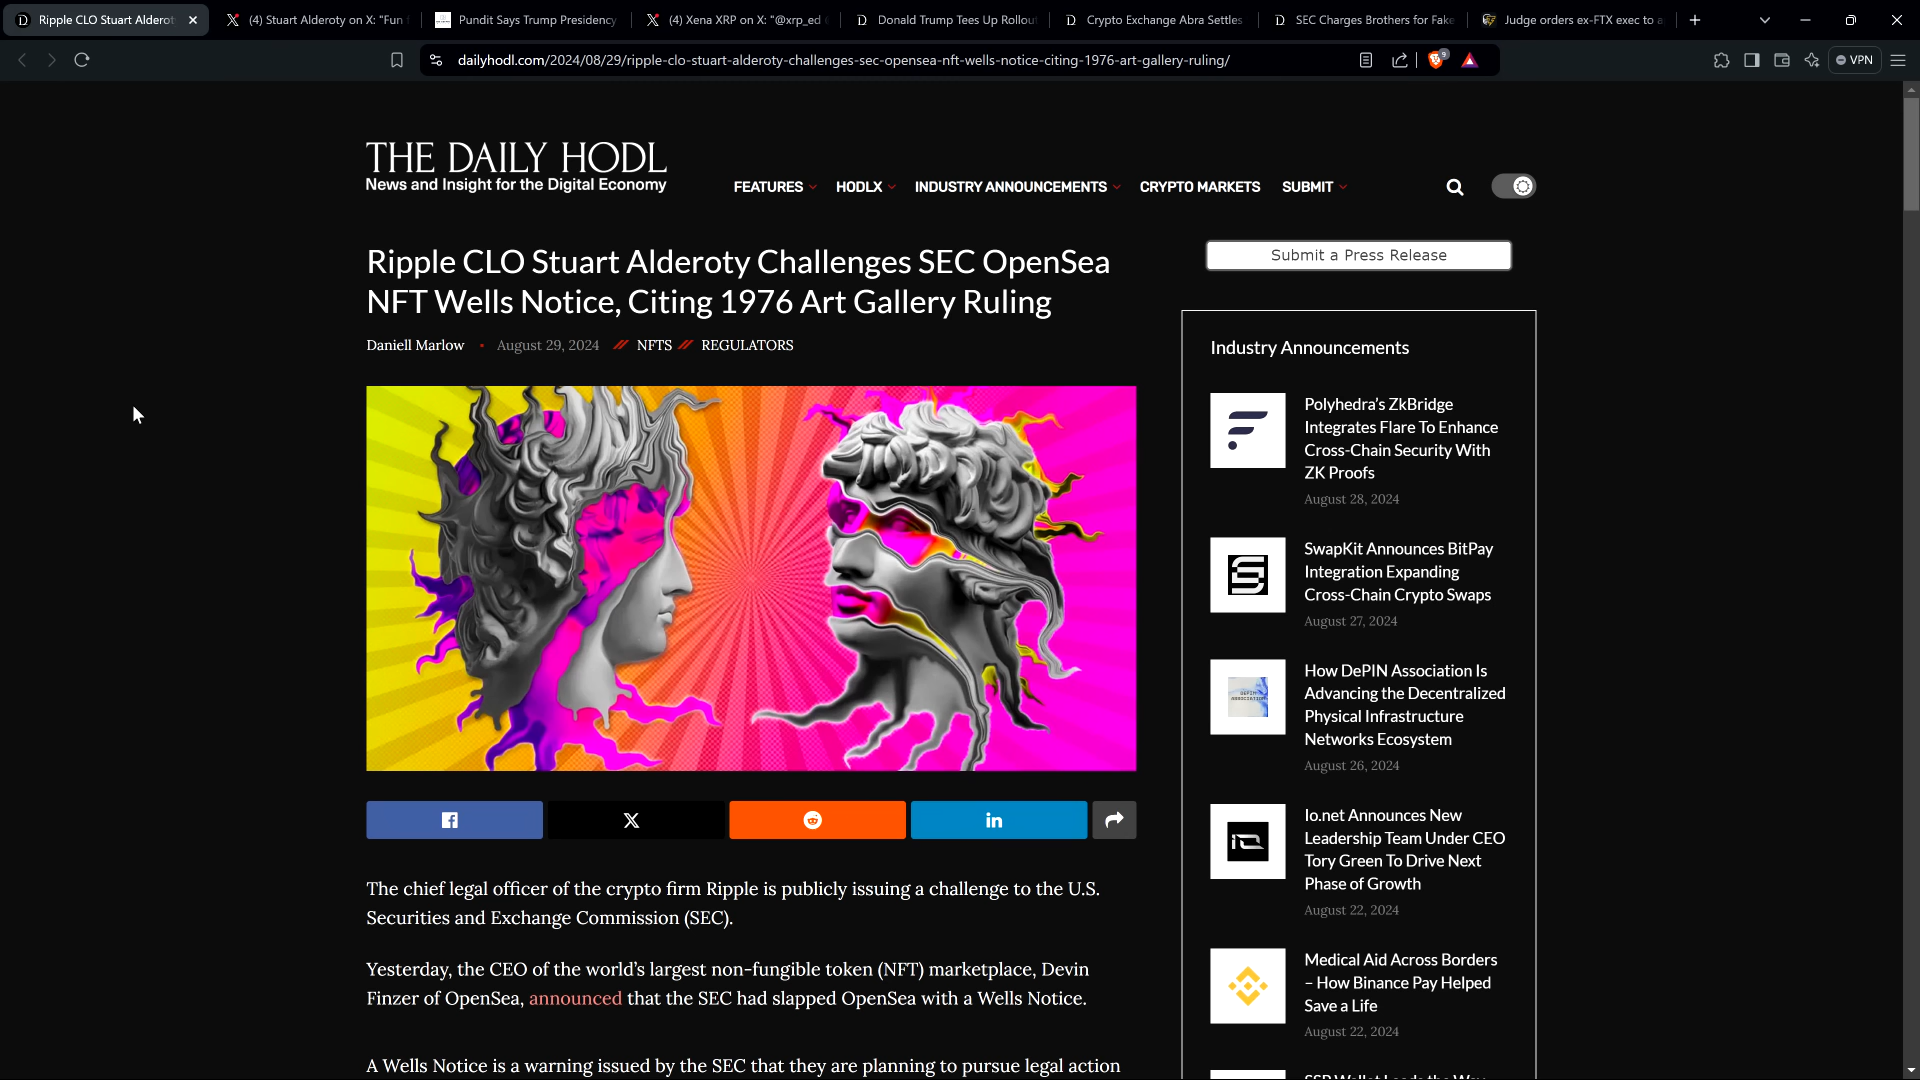 Ripple CLO Stuart Alderot
(4) Stuart Alderoty on X: "Fun f
Pundit Says Trump Presidency
(4) Xena XRP on X: "@xrp_ed
Donald Trump Tees Up Rollou
Crypto Exchange Abra Settles
SEC Charges Brothers for Fake
Judge orders ex-FTX exec to a
dailyhodl.com/2024/08/29/ripple-clo-stuart-alderoty-challenges-sec-opensea-nft-wells-notice-citing-1976-art-gallery-ruling/
9
VPN
THE DAILY HODL
News and Insight for the Digital Economy
FEATURES HODLX INDUSTRY ANNOUNCEMENTS CRYPTO MARKETS SUBMIT
Ripple CLO Stuart Alderoty Challenges SEC OpenSea
NFT Wells Notice, Citing 1976 Art Gallery Ruling
Daniell Marlow • August 29, 2024 // NFTS // REGULATORS
The chief legal officer of the crypto firm Ripple is publicly issuing a challenge to the U.S.
Securities and Exchange Commission (SEC).
Yesterday, the CEO of the world's largest non-fungible token (NFT) marketplace, Devin
Finzer of OpenSea, announced that the SEC had slapped OpenSea with a Wells Notice.
A Wells Notice is a warning issued by the SEC that they are planning to pursue legal action
Submit a Press Release
Industry Announcements
Polyhedra's ZkBridge
Integrates Flare To Enhance
Cross-Chain Security With
ZK Proofs
August 28, 2024
SwapKit Announces BitPay
Integration Expanding
Cross-Chain Crypto Swaps
August 27, 2024
DEPIN
ASSOCIATION
How DePIN Association Is
Advancing the Decentralized
Physical Infrastructure
Networks Ecosystem
August 26, 2024
Io.net Announces New
Leadership Team Under CEO
Tory Green To Drive Next
Phase of Growth
August 22, 2024
Medical Aid Across Borders
– How Binance Pay Helped
Save a Life
August 22, 2024